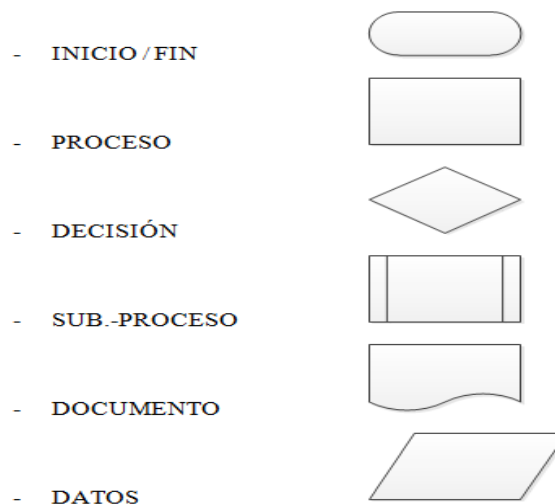 - INICIO / FIN
- PROCESO
- DECISIÓN
- SUB.-PROCESO
- DOCUMENTO
- DATOS